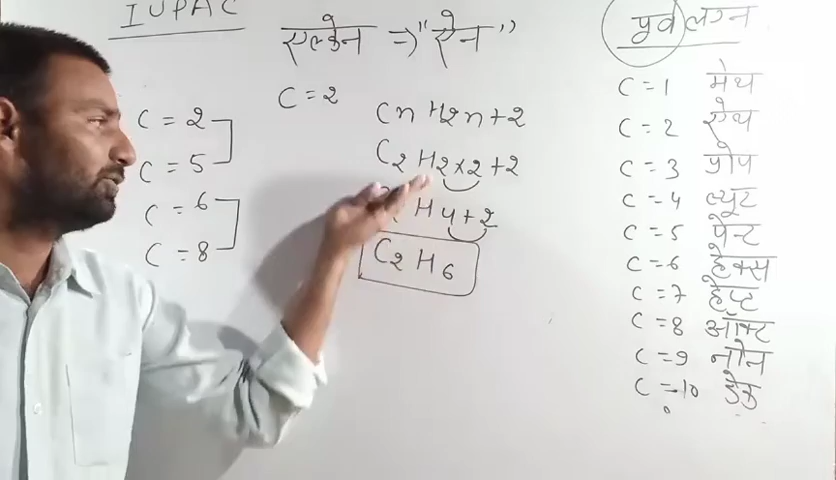 IUPAC
एल्केन => "ऐन"
पूर्वलग्न
C = 2
C = 5
C = 6
C = 8
C = 2
CnH2n+2
C2H2×2+2
H4+2
C2H6
C=1 मेथ
C=2 ऐथ
C=3 प्रोप
C=4 ब्यूट
C=5 पेन्ट
C=6 हेक्स
C=7 हेप्ट
C=8 ऑक्ट
C=9 नोन
C=10 डेक